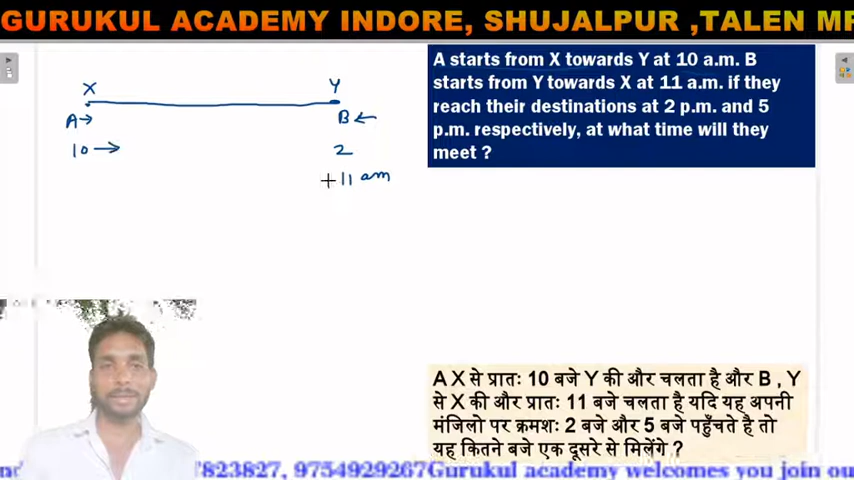 GURUKUL ACADEMY INDORE, SHUJALPUR ,TALEN MP
X
Y
A→
B←
10→
2
11 am
A starts from X towards Y at 10 a.m. B
starts from Y towards X at 11 a.m. if they
reach their destinations at 2 p.m. and 5
p.m. respectively, at what time will they
meet ?
A X से प्रातः 10 बजे Y की और चलता है और B , Y
से X की और प्रातः 11 बजे चलता है यदि यह अपनी
मंजिलो पर क्रमशः 2 बजे और 5 बजे पहुँचते है तो
यह कितने बजे एक दूसरे से मिलेंगे ?
823827, 9754929267Gurukul academy welcomes you join ou